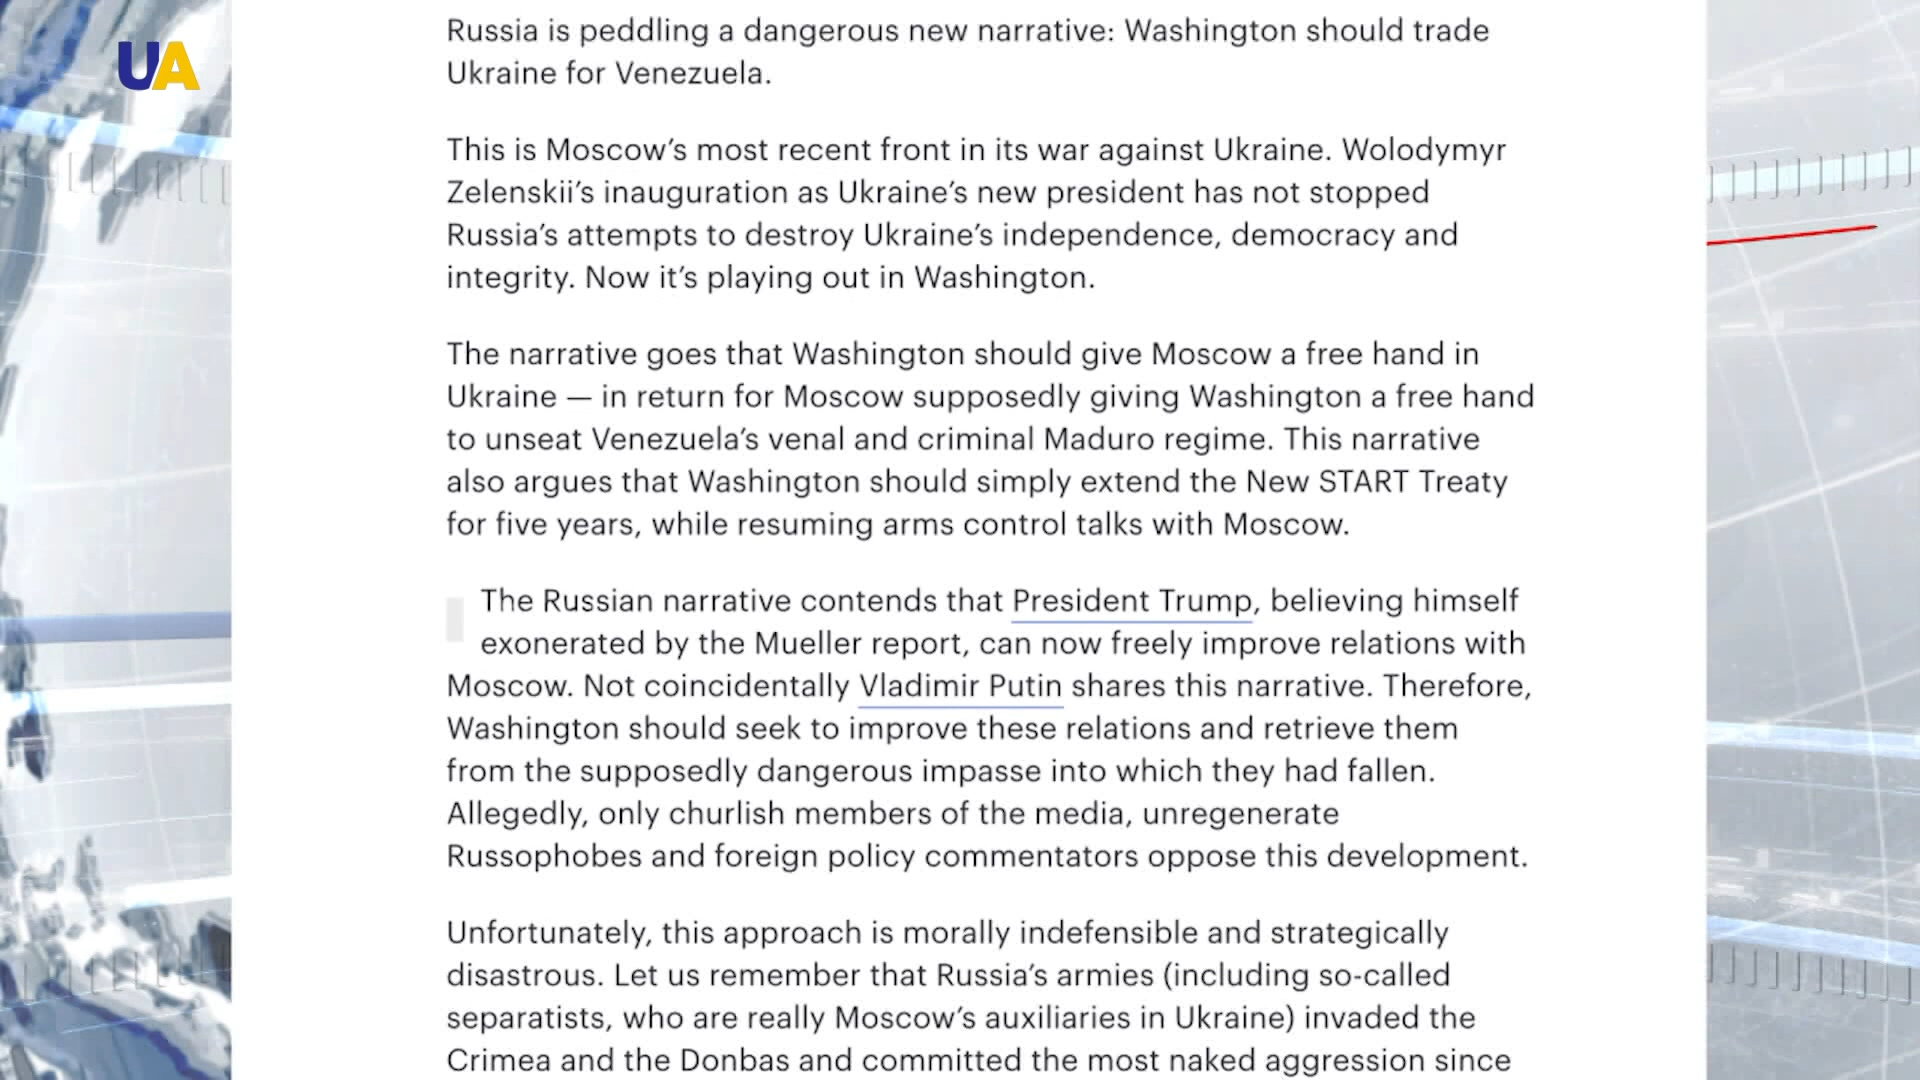 UA
Russia is peddling a dangerous new narrative: Washington should trade
Ukraine for Venezuela.
This is Moscow’s most recent front in its war against Ukraine. Wolodymyr
Zelenskii’s inauguration as Ukraine’s new president has not stopped
Russia’s attempts to destroy Ukraine’s independence, democracy and
integrity. Now it’s playing out in Washington.
The narrative goes that Washington should give Moscow a free hand in
Ukraine — in return for Moscow supposedly giving Washington a free hand
to unseat Venezuela’s venal and criminal Maduro regime. This narrative
also argues that Washington should simply extend the New START Treaty
for five years, while resuming arms control talks with Moscow.
The Russian narrative contends that President Trump, believing himself
exonerated by the Mueller report, can now freely improve relations with
Moscow. Not coincidentally Vladimir Putin shares this narrative. Therefore,
Washington should seek to improve these relations and retrieve them
from the supposedly dangerous impasse into which they had fallen.
Allegedly, only churlish members of the media, unregenerate
Russophobes and foreign policy commentators oppose this development.
Unfortunately, this approach is morally indefensible and strategically
disastrous. Let us remember that Russia’s armies (including so-called
separatists, who are really Moscow’s auxiliaries in Ukraine) invaded the
Crimea and the Donbas and committed the most naked aggression since